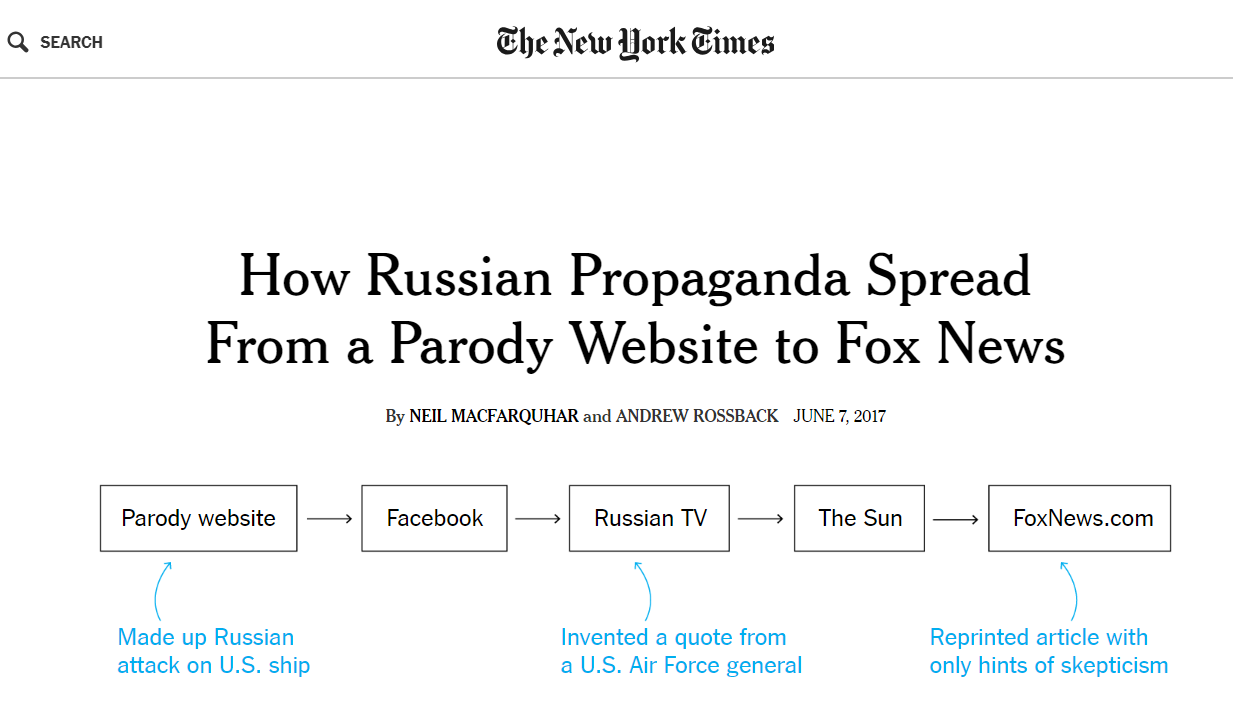 SEARCH
The New York Times
How Russian Propaganda Spread
From a Parody Website to Fox News
By NEIL MACFARQUHAR and ANDREW ROSSBACK JUNE 7, 2017
Parody website
Facebook
Russian TV
The Sun
FoxNews.com
Made up Russian
attack on U.S. ship
Invented a quote from
a U.S. Air Force general
Reprinted article with
only hints of skepticism